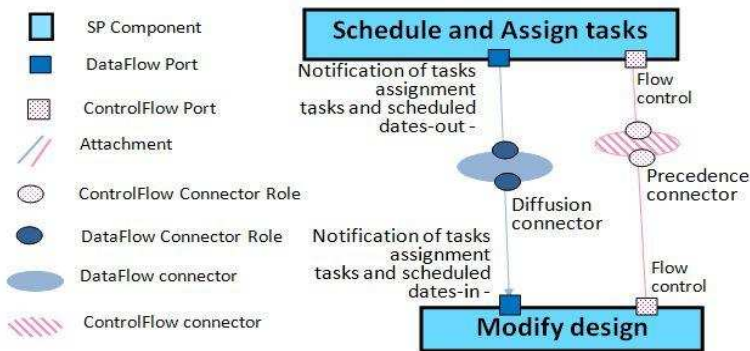 SP Component
DataFlow Port
ControlFlow Port
Attachment
ControlFlow Connector Role
DataFlow Connector Role
DataFlow connector
ControlFlow connector
Schedule and Assign tasks
Notification of tasks
assignment
tasks and scheduled
dates-out -
Flow
control
Precedence
connector
Diffusion
connector
Notification of tasks
assignment
tasks and scheduled
dates-in -
Flow
control
Modify design